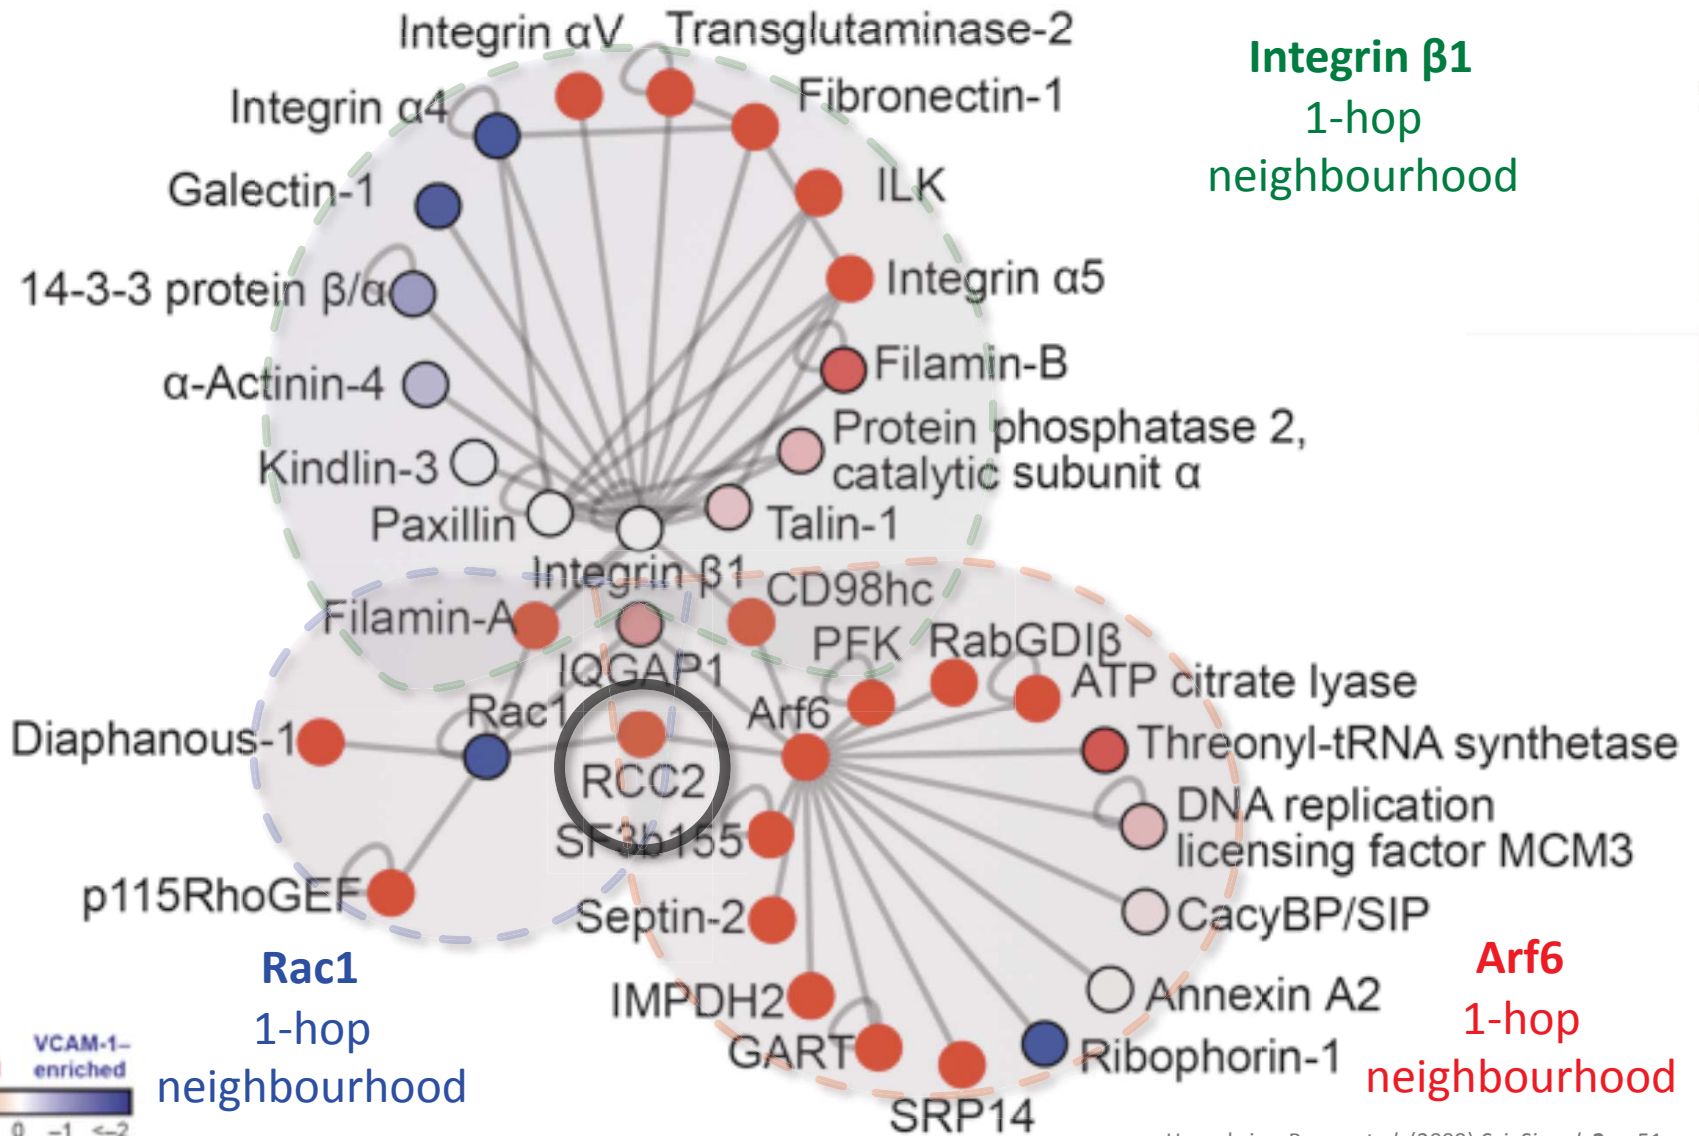 Integrin αV
Transglutaminase-2
Integrin β1
1-hop
neighbourhood
Integrin α4
Fibronectin-1
Galectin-1
ILK
14-3-3 protein β/α
Integrin α5
α-Actinin-4
Filamin-B
Kindlin-3
Protein phosphatase 2,
catalytic subunit α
Paxillin
Talin-1
Integrin β1
CD98hc
Filamin-A
PFK
RabGDIβ
IQGAP1
ATP citrate lyase
Rac1
Arf6
Diaphanous-1
Threonyl-tRNA synthetase
RCC2
DNA replication
licensing factor MCM3
SF3b155
p115RhoGEF
Septin-2
CacyBP/SIP
Rac1
1-hop
neighbourhood
Arf6
1-hop
neighbourhood
IMPDH2
Annexin A2
GART
Ribophorin-1
SRP14
VCAM-1–
enriched
0 –1 <–2